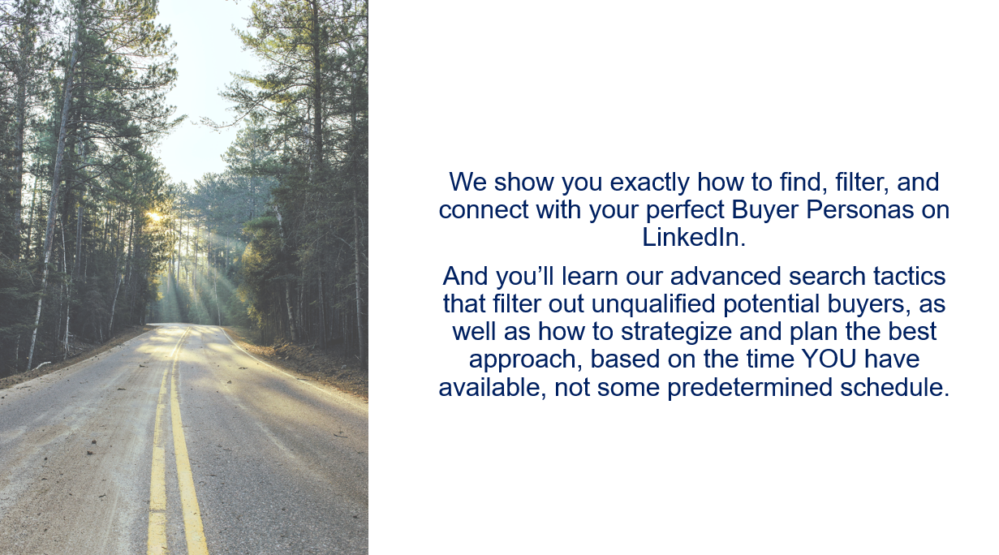 We show you exactly how to find, filter, and
connect with your perfect Buyer Personas on
LinkedIn.
And you’ll learn our advanced search tactics
that filter out unqualified potential buyers, as
well as how to strategize and plan the best
approach, based on the time YOU have
available, not some predetermined schedule.